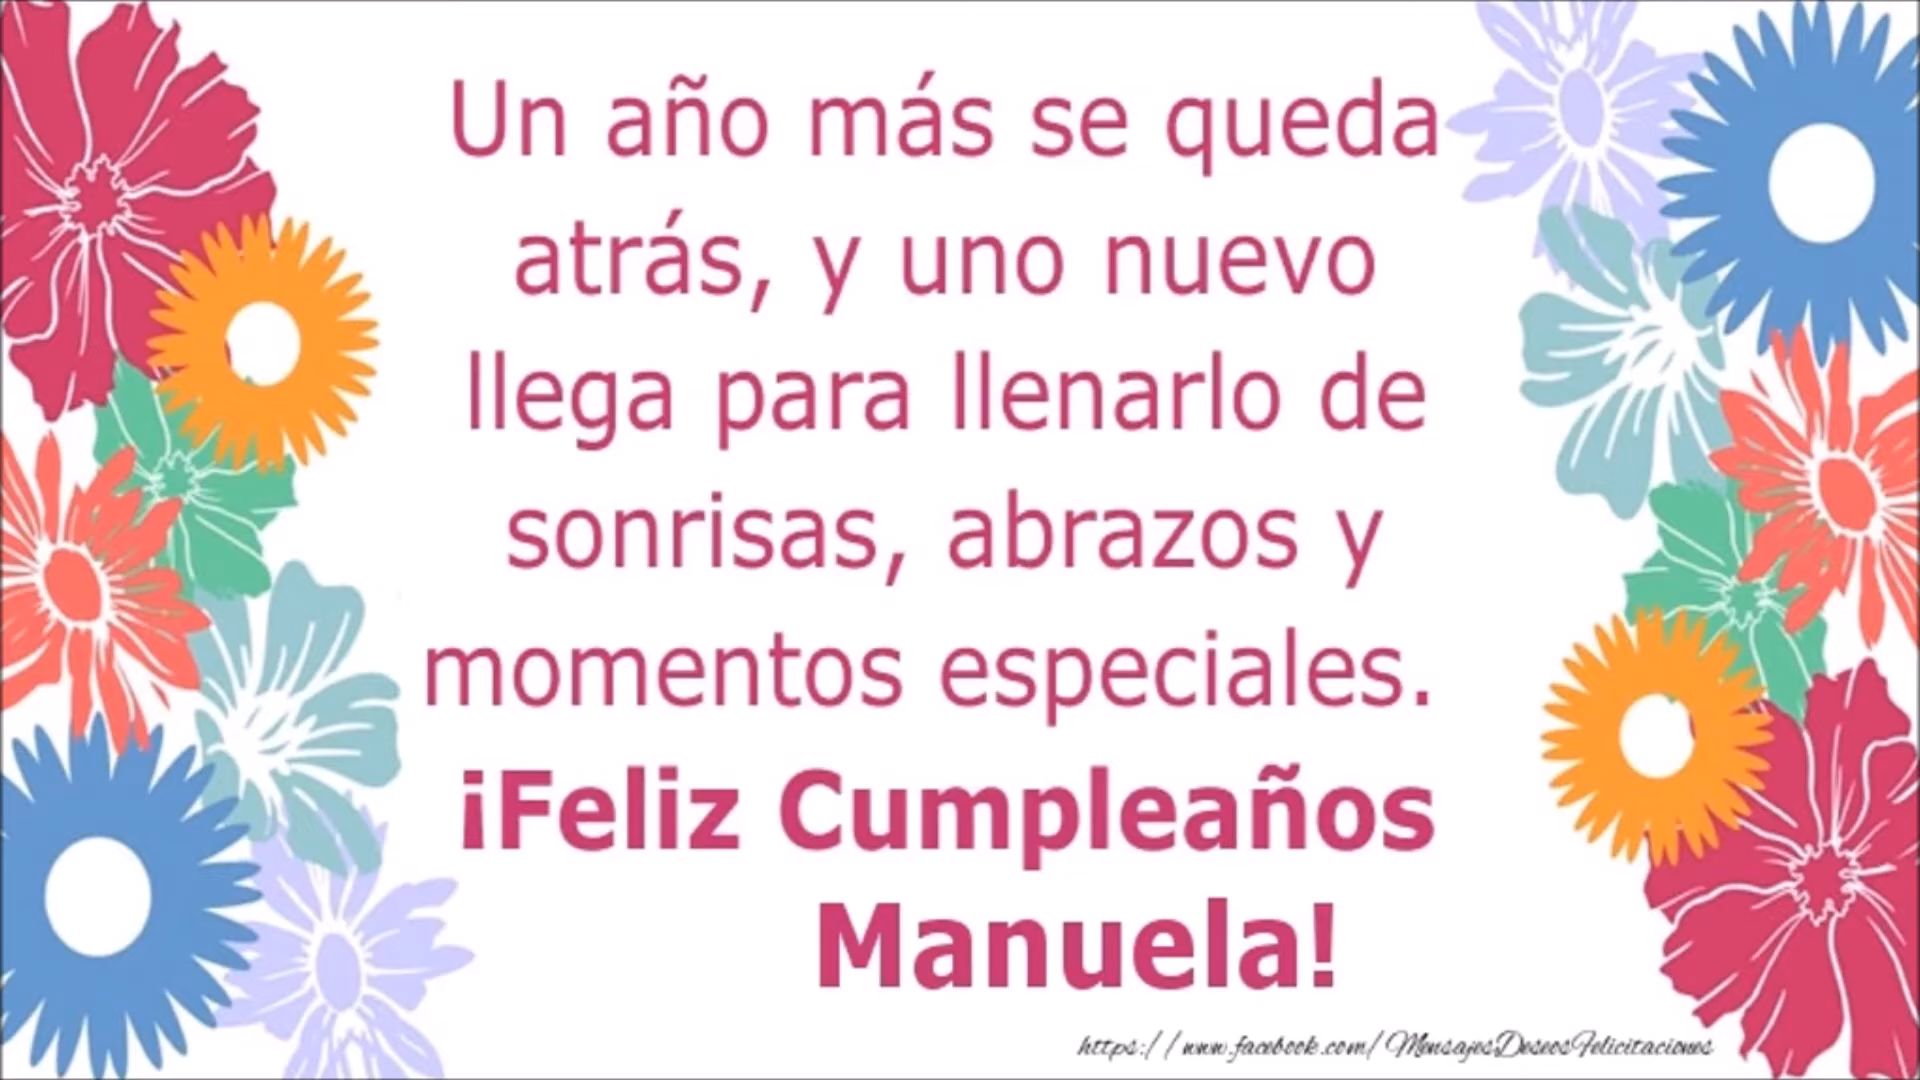 Un año más se queda
atrás, y uno nuevo
llega para llenarlo de
sonrisas, abrazos y
momentos especiales.
¡Feliz Cumpleaños
Manuela!
https://www.facebook.com/MensajesDeseosFelicitaciones